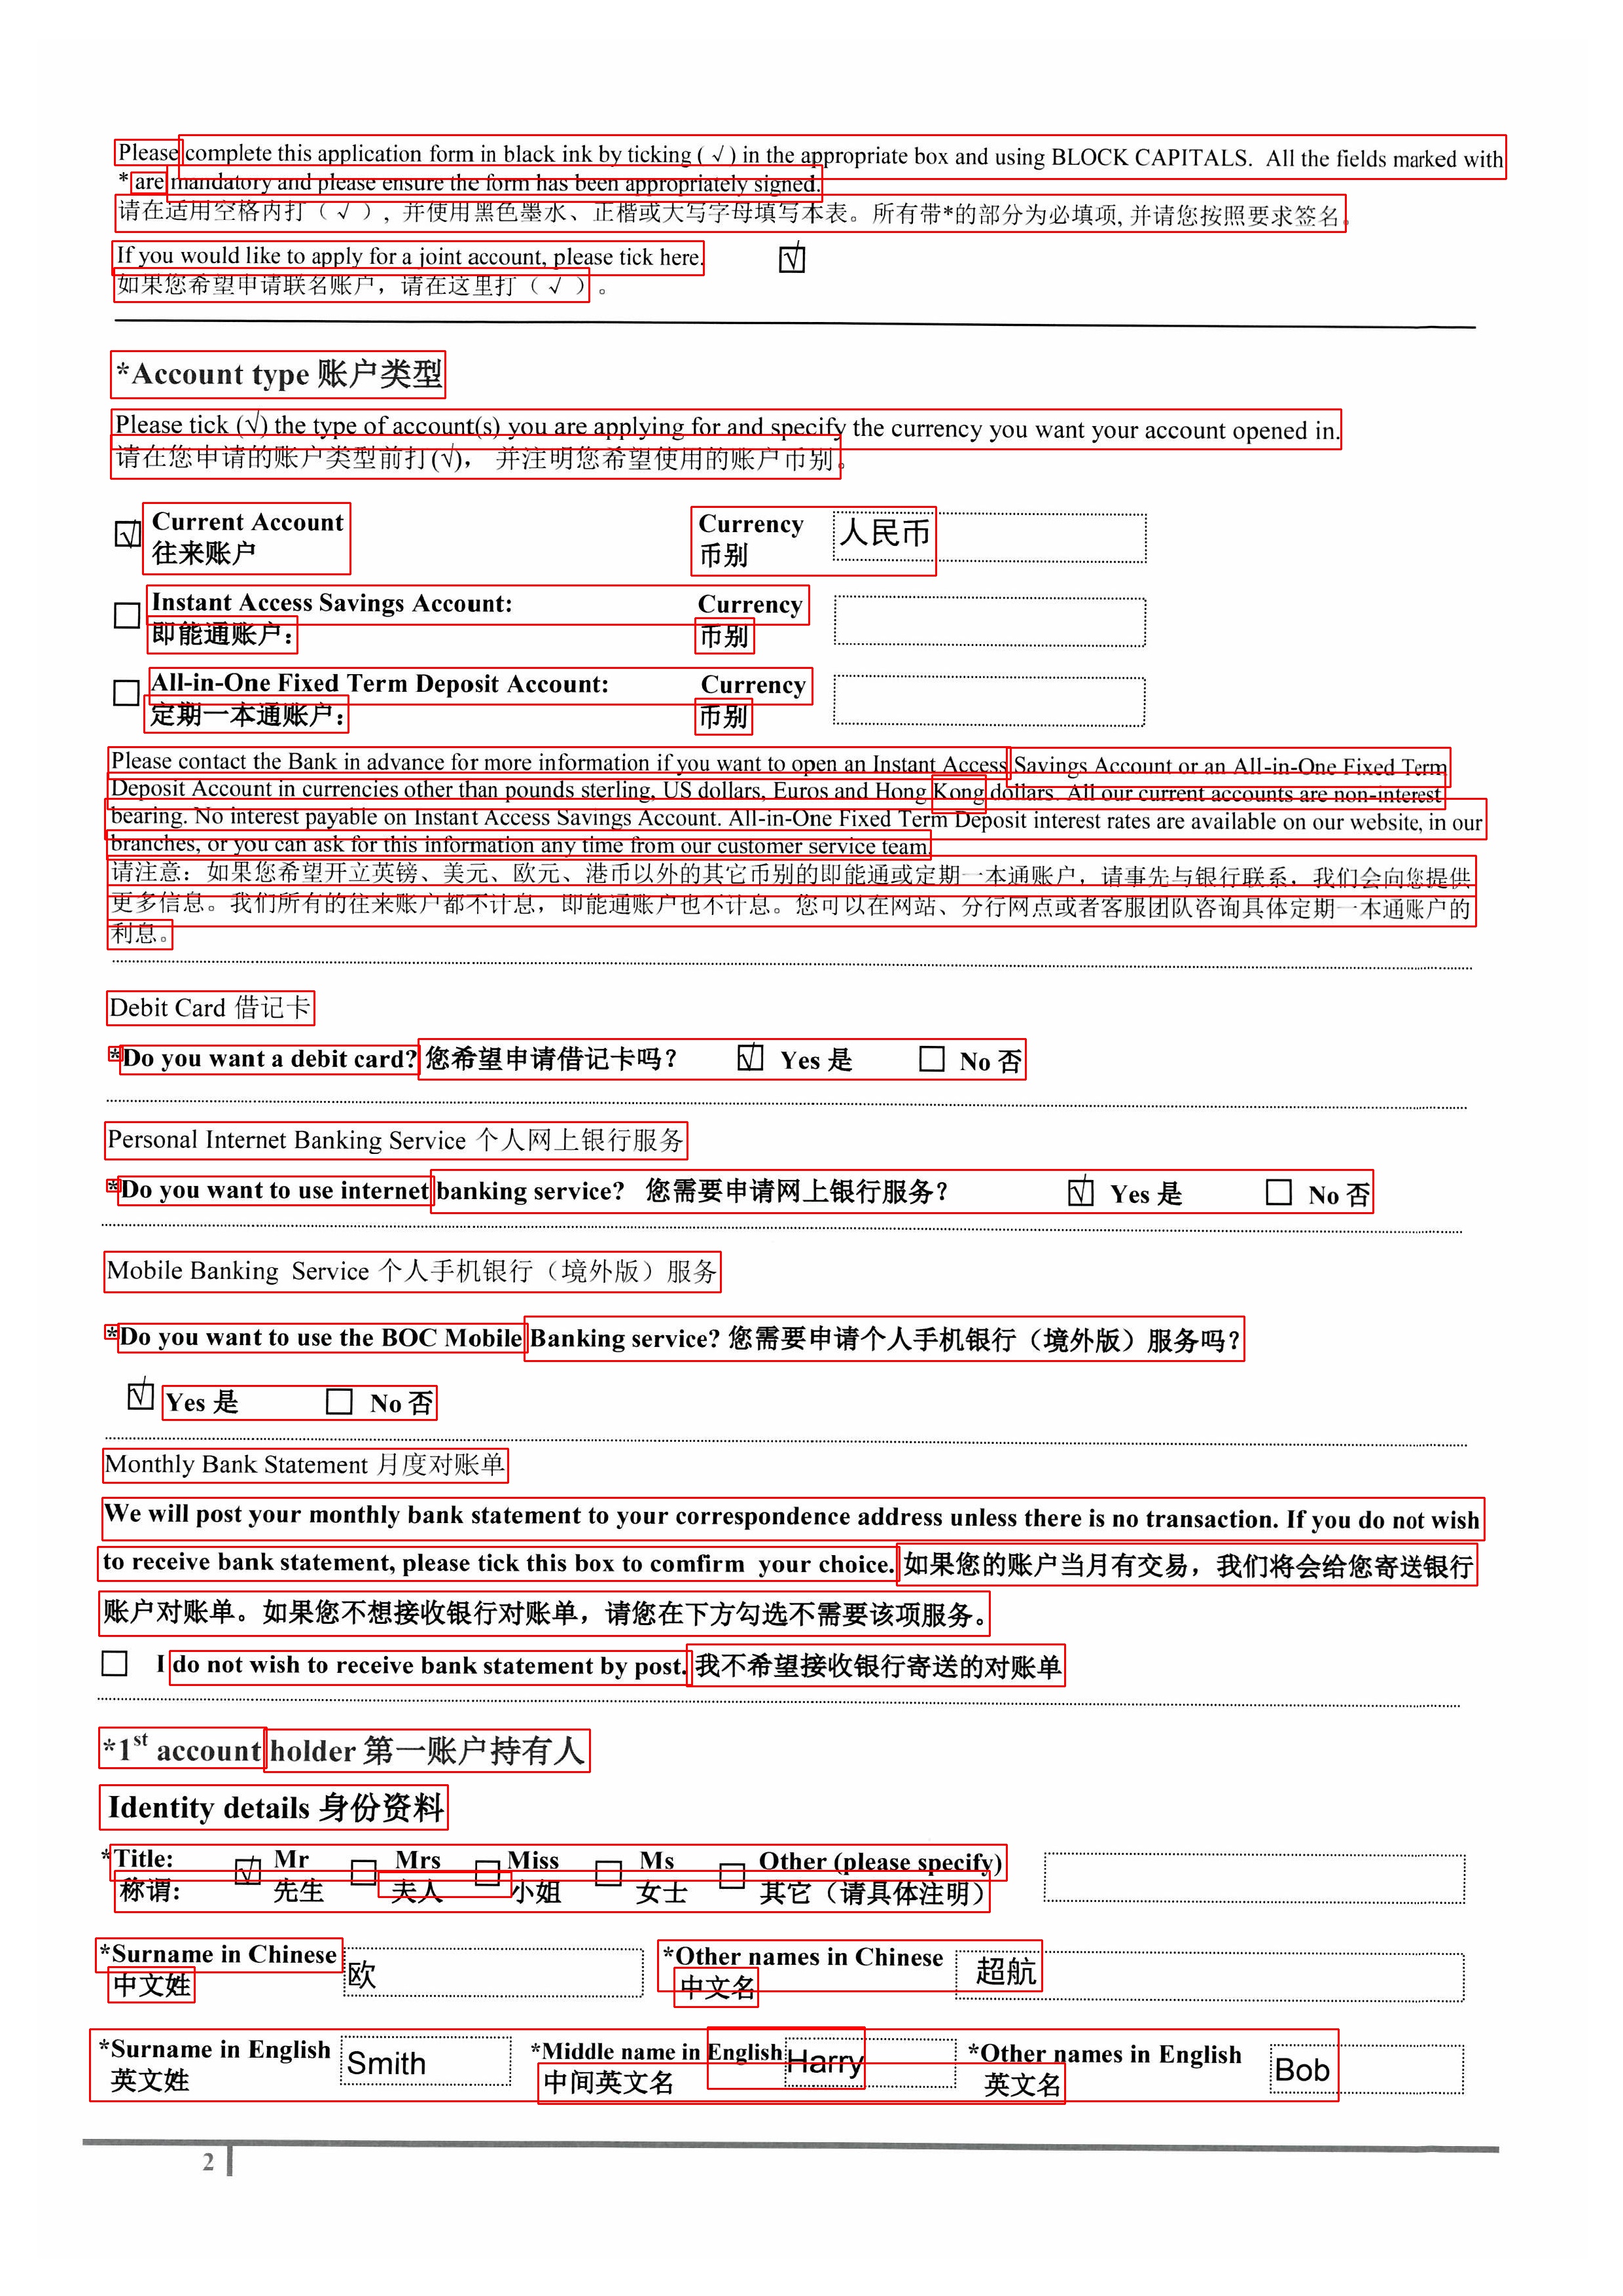 Please complete this application form in black ink by ticking ( √ ) in the appropriate box and using BLOCK CAPITALS. All the fields marked with
* are mandatory and please ensure the form has been appropriately signed.
请在适用空格内打（ √ ）, 并使用黑色墨水、正楷或大写字母填写本表。所有带*的部分为必填项, 并请您按照要求签名。
If you would like to apply for a joint account, please tick here. ☑
如果您希望申请联名账户，请在这里打（ √ ）。
*Account type 账户类型
Please tick (√) the type of account(s) you are applying for and specify the currency you want your account opened in.
请在您申请的账户类型前打(√)， 并注明您希望使用的账户币别。
☑ Current Account Currency 人民币
往来账户 币别
☐ Instant Access Savings Account: Currency
即能通账户： 币别
☐ All-in-One Fixed Term Deposit Account: Currency
定期一本通账户： 币别
Please contact the Bank in advance for more information if you want to open an Instant Access Savings Account or an All-in-One Fixed Term
Deposit Account in currencies other than pounds sterling, US dollars, Euros and Hong Kong dollars. All our current accounts are non-interest
bearing. No interest payable on Instant Access Savings Account. All-in-One Fixed Term Deposit interest rates are available on our website, in our
branches, or you can ask for this information any time from our customer service team.
请注意：如果您希望开立英镑、美元、欧元、港币以外的其它币别的即能通或定期一本通账户，请事先与银行联系，我们会向您提供
更多信息。我们所有的往来账户都不计息，即能通账户也不计息。您可以在网站、分行网点或者客服团队咨询具体定期一本通账户的
利息。
Debit Card 借记卡
*Do you want a debit card? 您希望申请借记卡吗？ ☑ Yes 是 ☐ No 否
Personal Internet Banking Service 个人网上银行服务
*Do you want to use internet banking service? 您需要申请网上银行服务？ ☑ Yes 是 ☐ No 否
Mobile Banking Service 个人手机银行（境外版）服务
*Do you want to use the BOC Mobile Banking service? 您需要申请个人手机银行（境外版）服务吗？
☑ Yes 是 ☐ No 否
Monthly Bank Statement 月度对账单
We will post your monthly bank statement to your correspondence address unless there is no transaction. If you do not wish
to receive bank statement, please tick this box to comfirm your choice. 如果您的账户当月有交易，我们将会给您寄送银行
账户对账单。如果您不想接收银行对账单，请您在下方勾选不需要该项服务。
☐ I do not wish to receive bank statement by post. 我不希望接收银行寄送的对账单
*1st account holder 第一账户持有人
Identity details 身份资料
*Title: ☑ Mr ☐ Mrs ☐ Miss ☐ Ms ☐ Other (please specify)
称谓: 先生 夫人 小姐 女士 其它（请具体注明）
*Surname in Chinese 欧 *Other names in Chinese 超航
中文姓 中文名
*Surname in English Smith *Middle name in English Harry *Other names in English Bob
英文姓 中间英文名 英文名
2